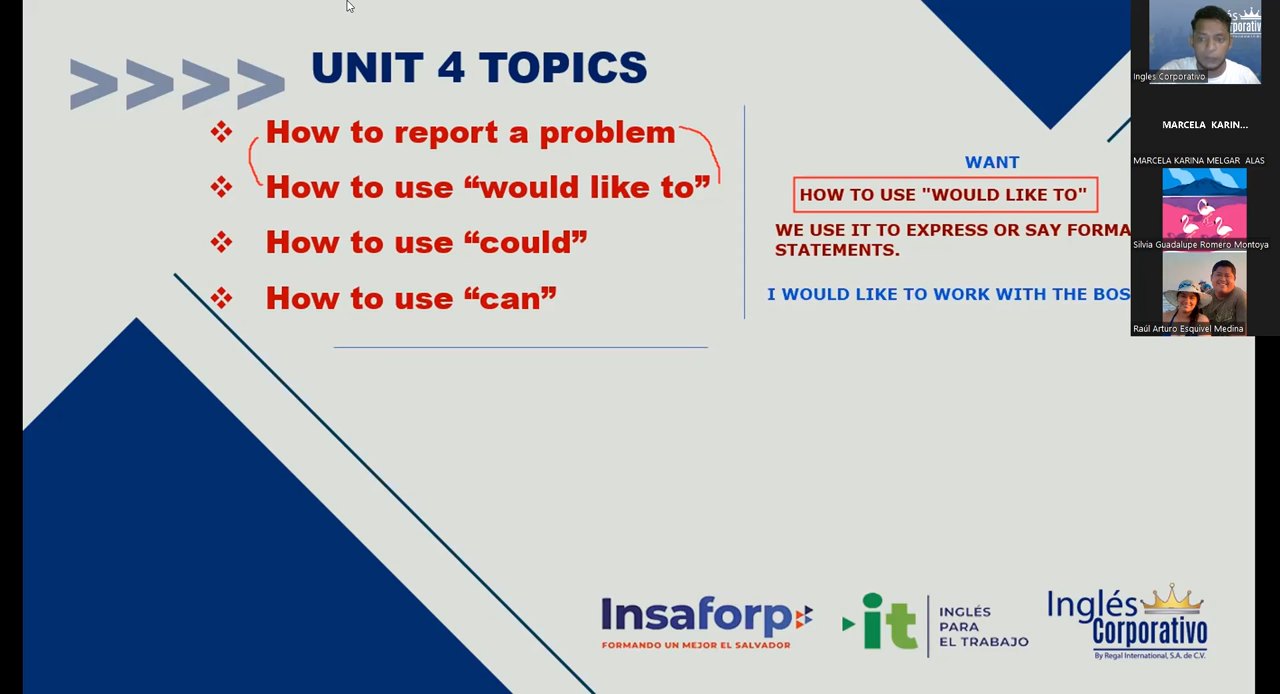 UNIT 4 TOPICS
How to report a problem
How to use “would like to”
How to use “could”
How to use “can”
WANT
HOW TO USE "WOULD LIKE TO"
WE USE IT TO EXPRESS OR SAY FORMA
STATEMENTS.
I WOULD LIKE TO WORK WITH THE BOS
Inglés Corporativo
MARCELA KARIN...
MARCELA KARINA MELGAR ALAS
Silvia Guadalupe Romero Montoya
Raúl Arturo Esquivel Medina
Insaforp
FORMANDO UN MEJOR EL SALVADOR
it
INGLÉS
PARA
EL TRABAJO
Inglés
Corporativo
By Regal International, S.A. de C.V.